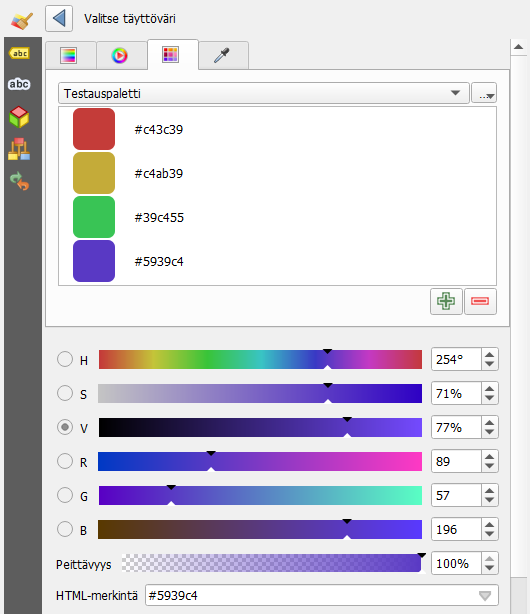 Valitse täyttöväri
abc
abc
Testauspaletti
...
#c43c39
#c4ab39
#39c455
#5939c4
H 254°
S 71%
V 77%
R 89
G 57
B 196
Peittävyys 100%
HTML-merkintä #5939c4